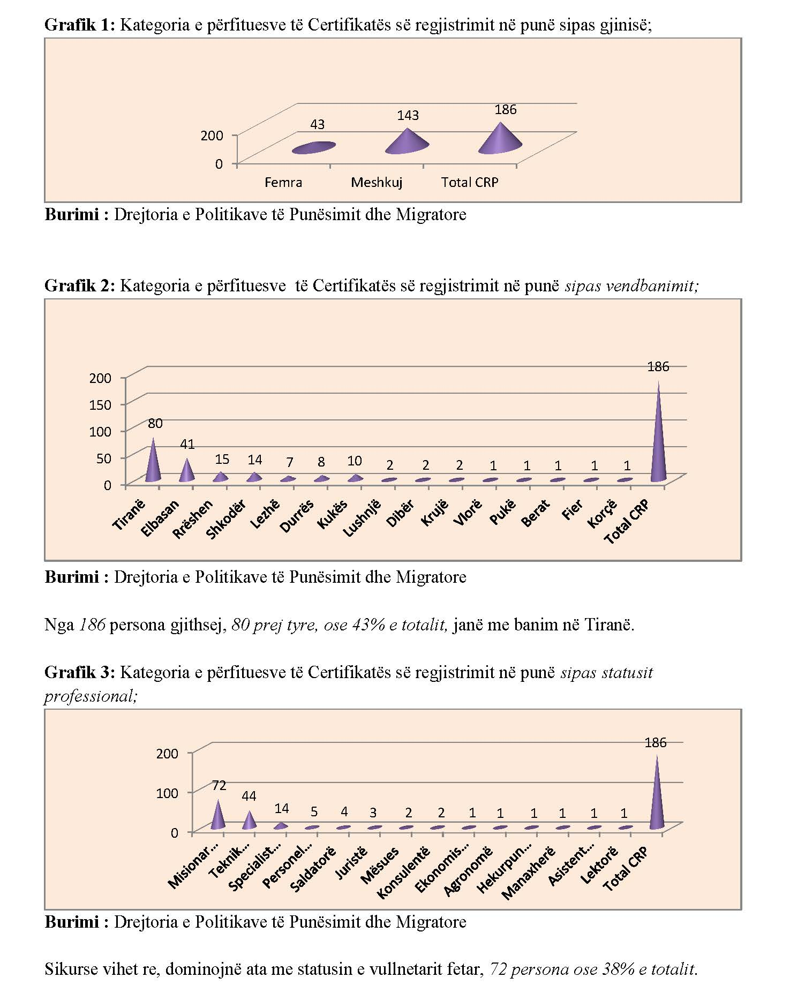 Grafik 1: Kategoria e përfituesve të Certifikatës së regjistrimit në punë sipas gjinisë;
200
0
43
143
186
Femra
Meshkuj
Total CRP
Burimi : Drejtoria e Politikave të Punësimit dhe Migratore
Grafik 2: Kategoria e përfituesve të Certifikatës së regjistrimit në punë sipas vendbanimit;
200
150
100
50
0
80
41
15
14
7
8
10
2
2
2
1
1
1
1
1
186
Tiranë
Elbasan
Rrëshen
Shkodër
Lezhë
Durrës
Kukës
Lushnjë
Dibër
Krujë
Vlorë
Pukë
Berat
Fier
Korçë
Total CRP
Burimi : Drejtoria e Politikave të Punësimit dhe Migratore
Nga 186 persona gjithsej, 80 prej tyre, ose 43% e totalit, janë me banim në Tiranë.
Grafik 3: Kategoria e përfituesve të Certifikatës së regjistrimit në punë sipas statusit
professional;
200
100
0
72
44
14
5
4
3
2
2
1
1
1
1
1
1
186
Misionar...
Teknik...
Specialist...
Personel...
Saldatorë
Juristë
Mësues
Konsulentë
Ekonomis...
Agronomë
Hekurpun...
Manaxherë
Asistent...
Lektorë
Total CRP
Burimi : Drejtoria e Politikave të Punësimit dhe Migratore
Sikurse vihet re, dominojnë ata me statusin e vullnetarit fetar, 72 persona ose 38% e totalit.